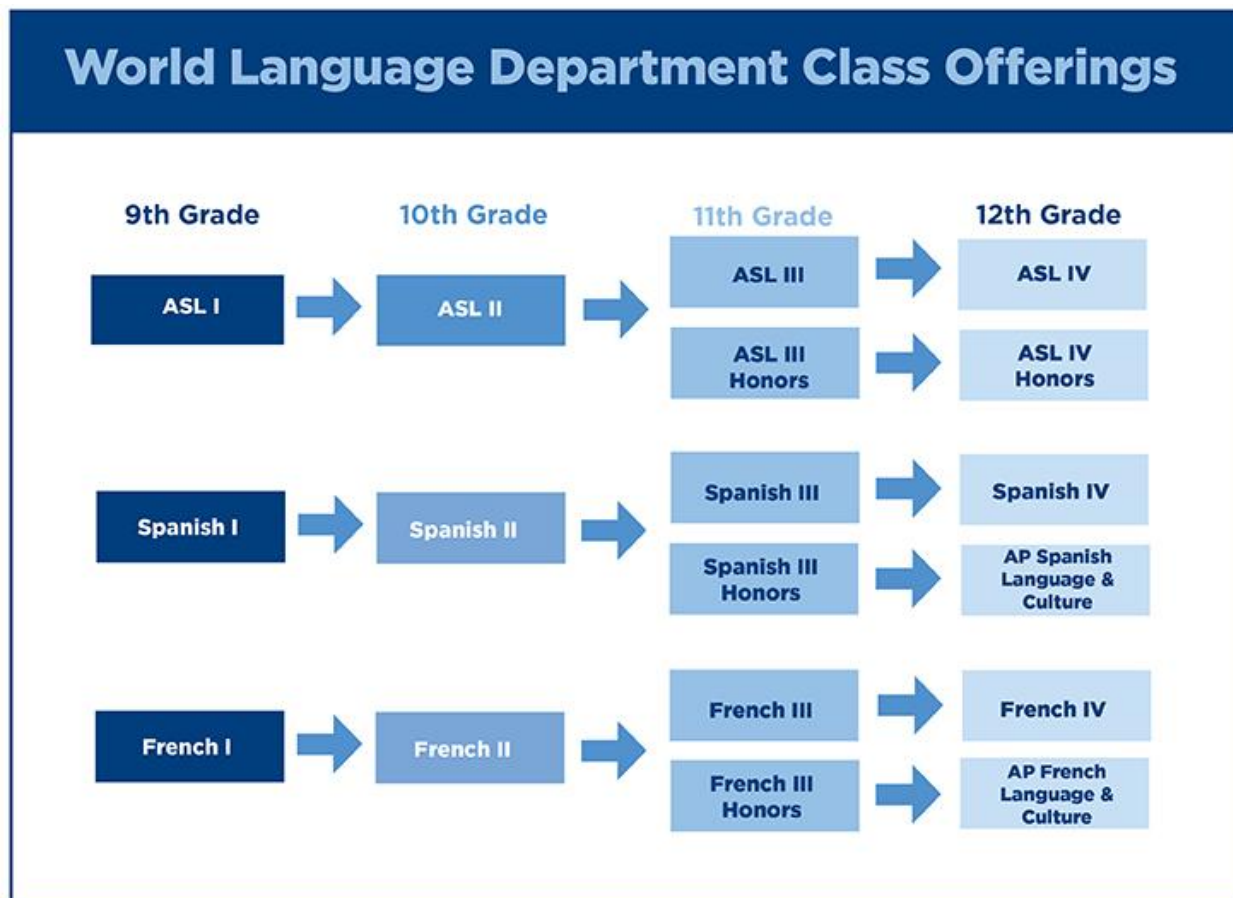 World Language Department Class Offerings
9th Grade
10th Grade
11th Grade
12th Grade
ASL I
ASL II
ASL III
ASL IV
ASL III
Honors
ASL IV
Honors
Spanish I
Spanish II
Spanish III
Spanish IV
Spanish III
Honors
AP Spanish
Language &
Culture
French I
French II
French III
French IV
French III
Honors
AP French
Language &
Culture